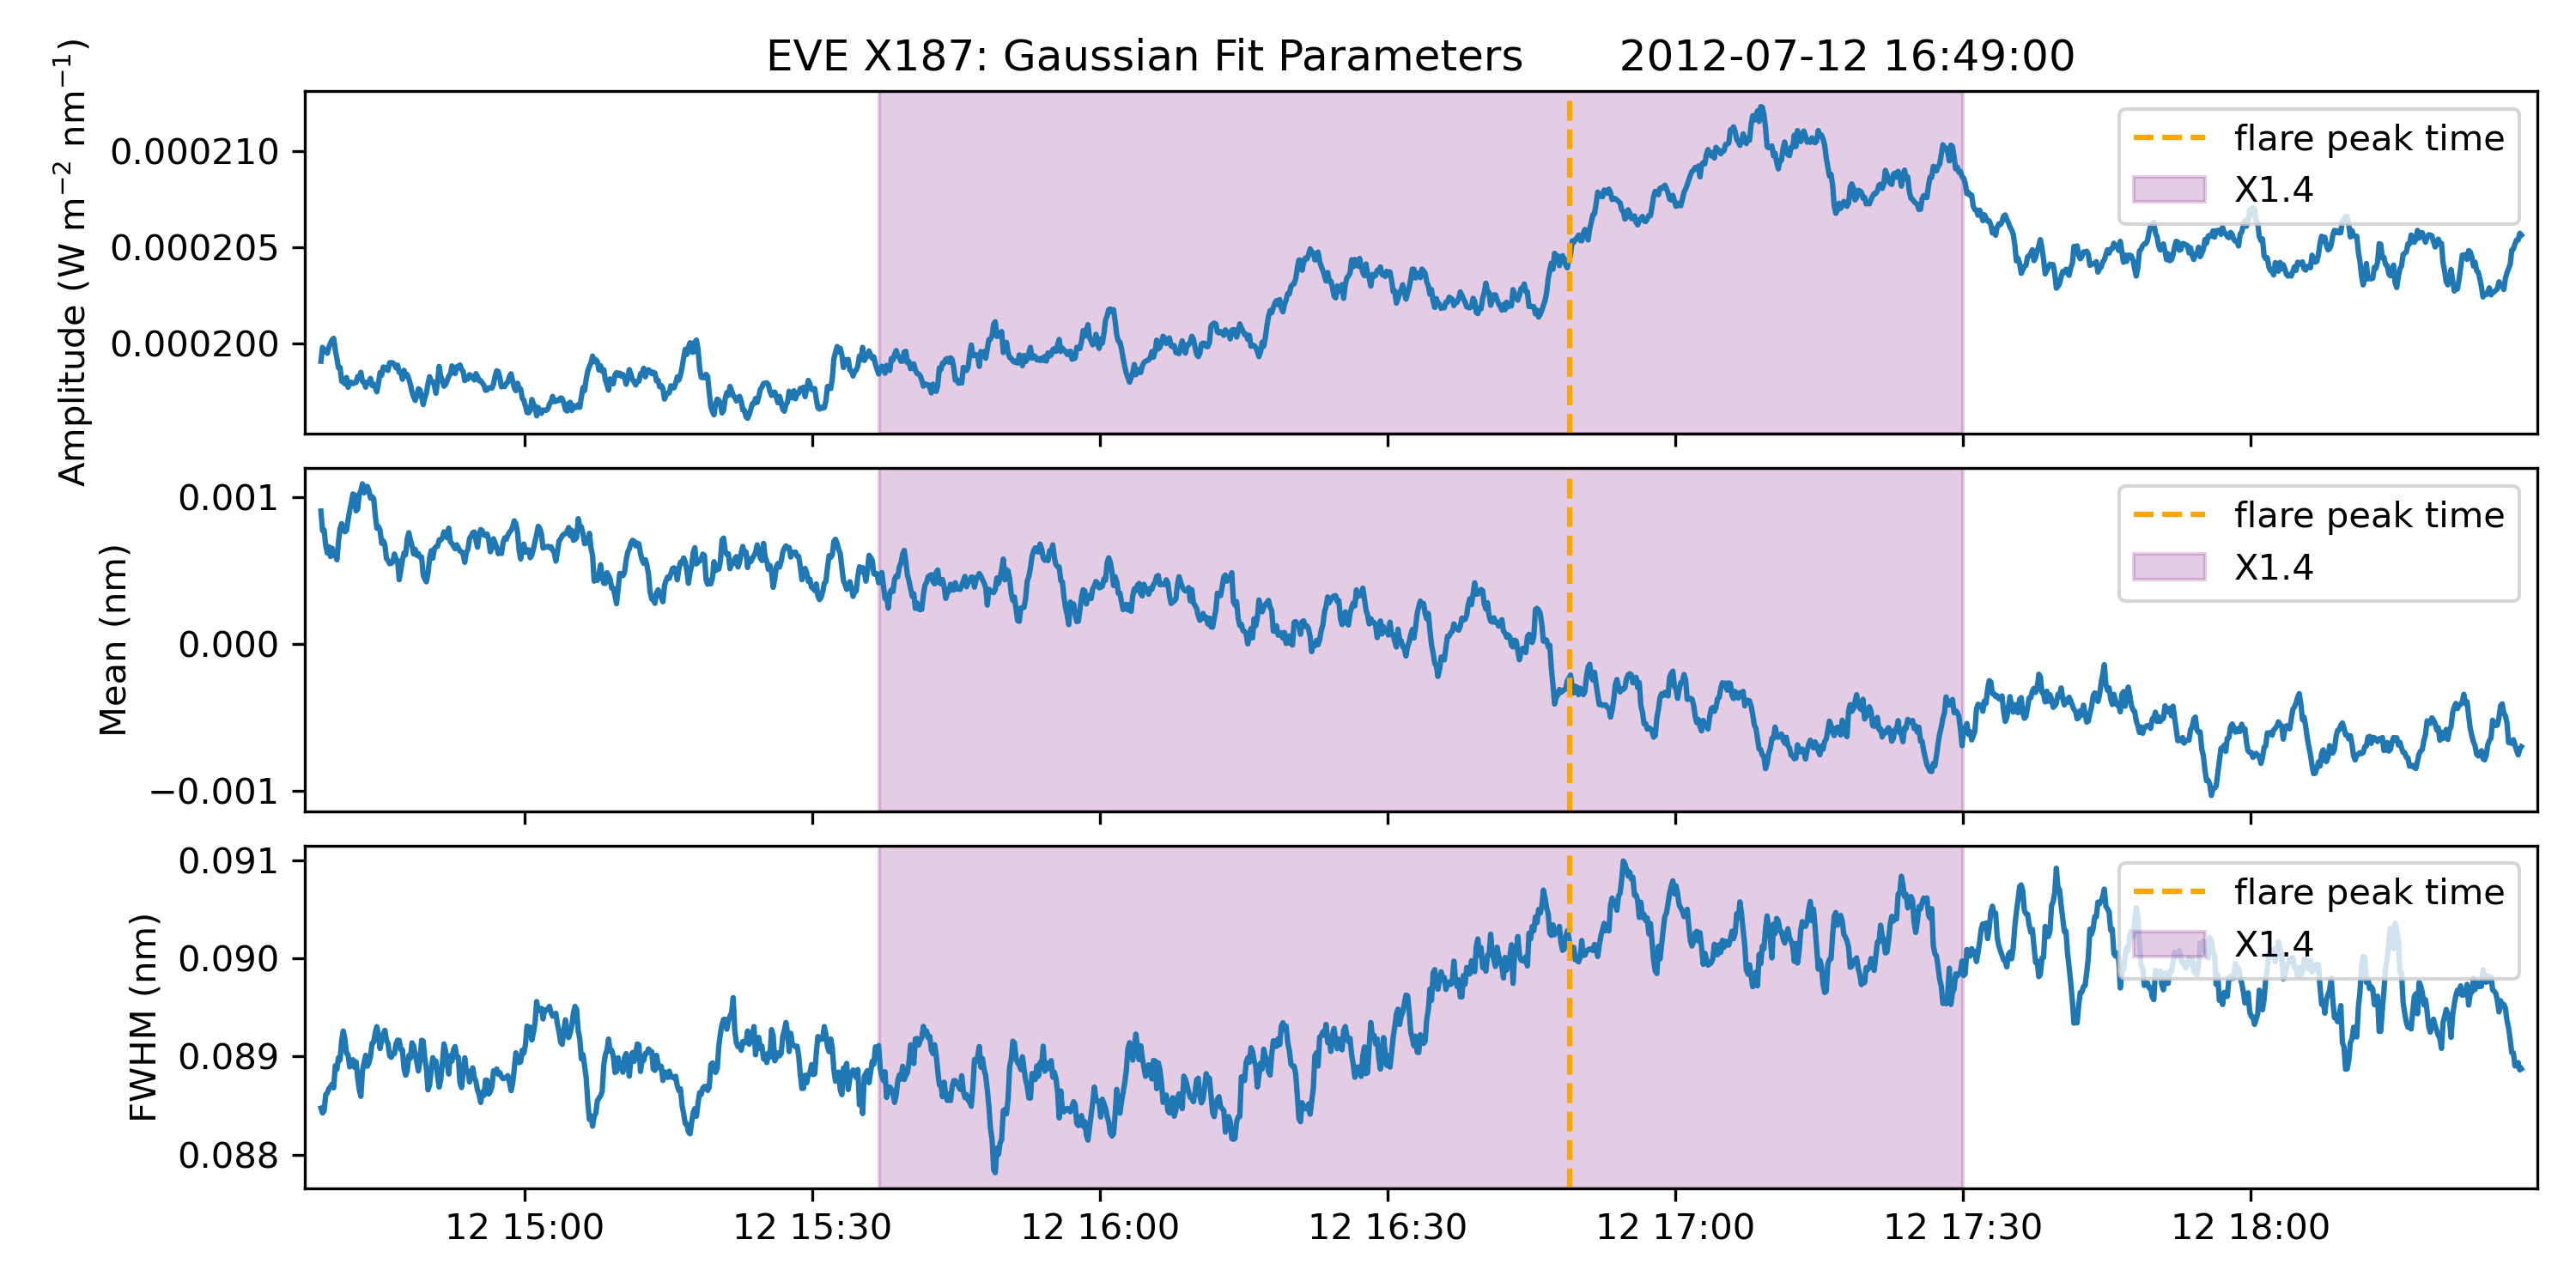 EVE X187: Gaussian Fit Parameters 2012-07-12 16:49:00
Amplitude (W m⁻² nm⁻¹)
0.000210
0.000205
0.000200
flare peak time
X1.4
Mean (nm)
0.001
0.000
−0.001
flare peak time
X1.4
FWHM (nm)
0.091
0.090
0.089
0.088
flare peak time
X1.4
12 15:00 12 15:30 12 16:00 12 16:30 12 17:00 12 17:30 12 18:00